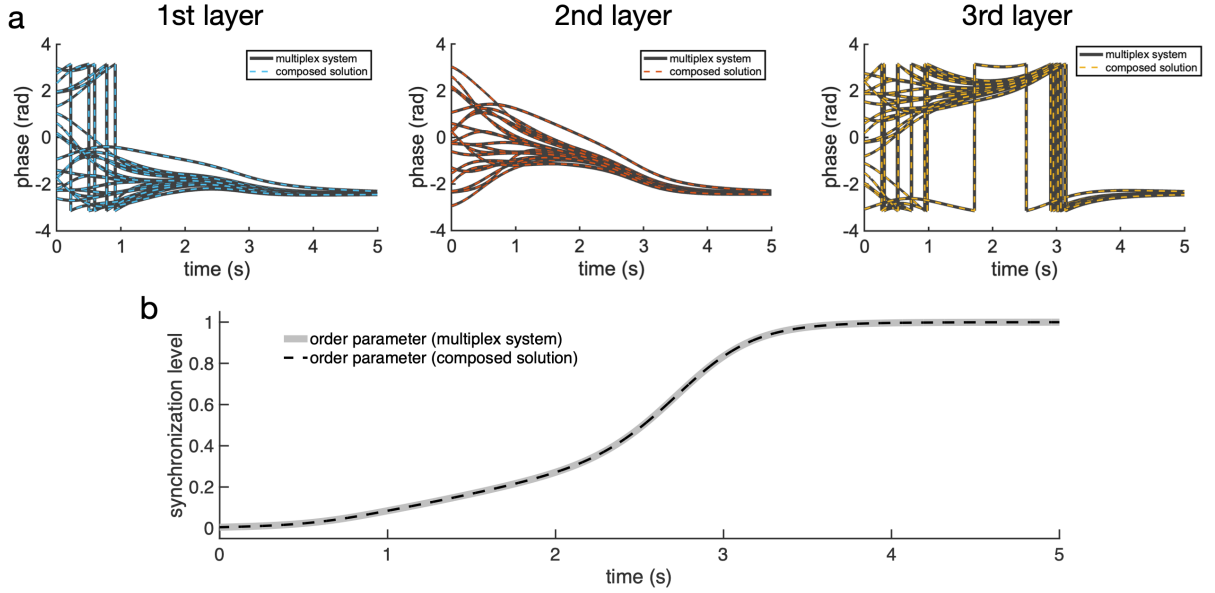 a
1st layer
2nd layer
3rd layer
4
2
0
-2
-4
phase (rad)
multiplex system
composed solution
0 1 2 3 4 5
time (s)
4
2
0
-2
-4
phase (rad)
multiplex system
composed solution
0 1 2 3 4 5
time (s)
4
2
0
-2
-4
phase (rad)
multiplex system
composed solution
0 1 2 3 4 5
time (s)
b
1
0.8
0.6
0.4
0.2
0
synchronization level
order parameter (multiplex system)
order parameter (composed solution)
0 1 2 3 4 5
time (s)